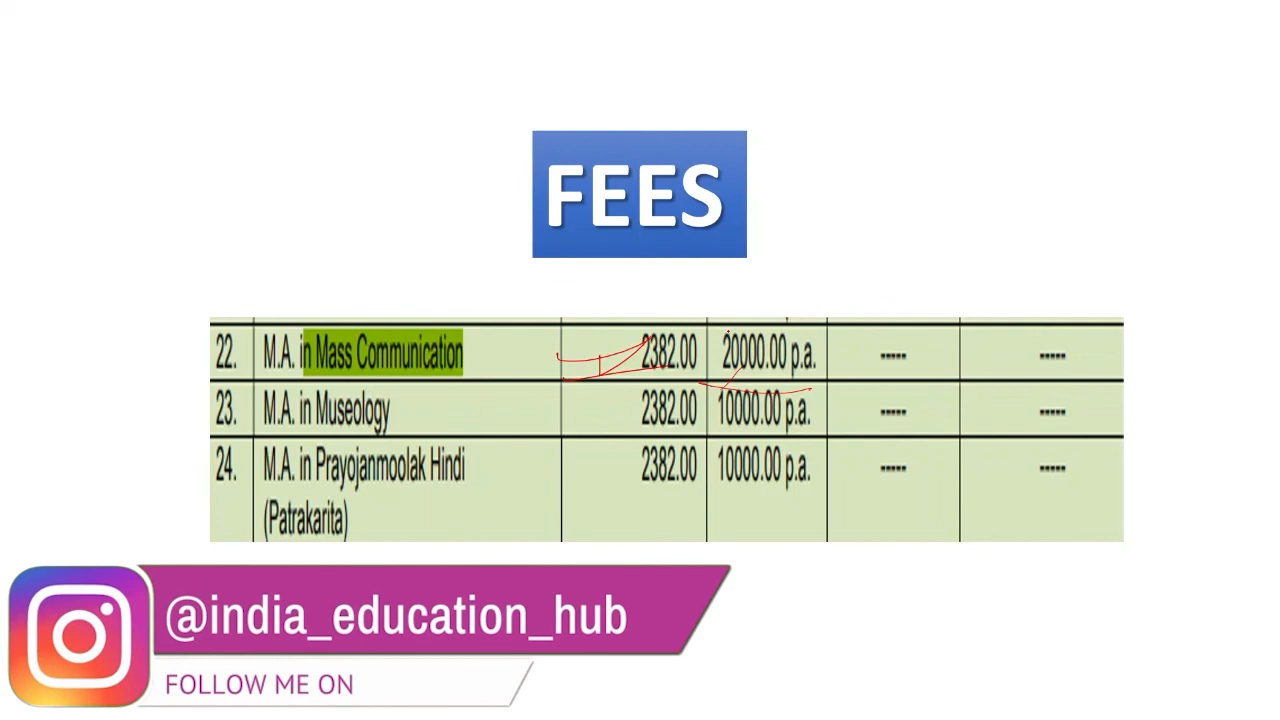 FEES
22. M.A. in Mass Communication 2382.00 20000.00 p.a. ----- -----
23. M.A. in Museology 2382.00 10000.00 p.a. ----- -----
24. M.A. in Prayojanmoolak Hindi 2382.00 10000.00 p.a. ----- -----
(Patrakarita)
@india_education_hub
FOLLOW ME ON